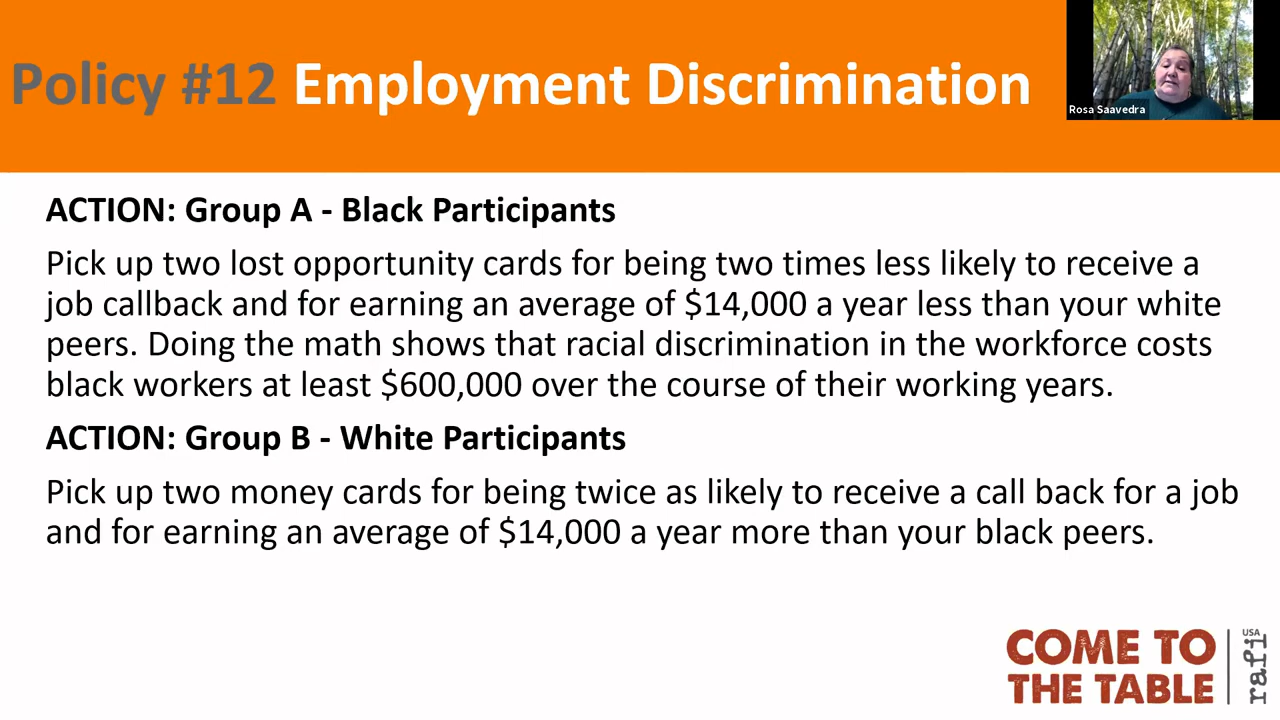 Policy #12 Employment Discrimination
Rosa Saavedra
ACTION: Group A - Black Participants
Pick up two lost opportunity cards for being two times less likely to receive a
job callback and for earning an average of $14,000 a year less than your white
peers. Doing the math shows that racial discrimination in the workforce costs
black workers at least $600,000 over the course of their working years.
ACTION: Group B - White Participants
Pick up two money cards for being twice as likely to receive a call back for a job
and for earning an average of $14,000 a year more than your black peers.
COME TO
THE TABLE
rafi
USA